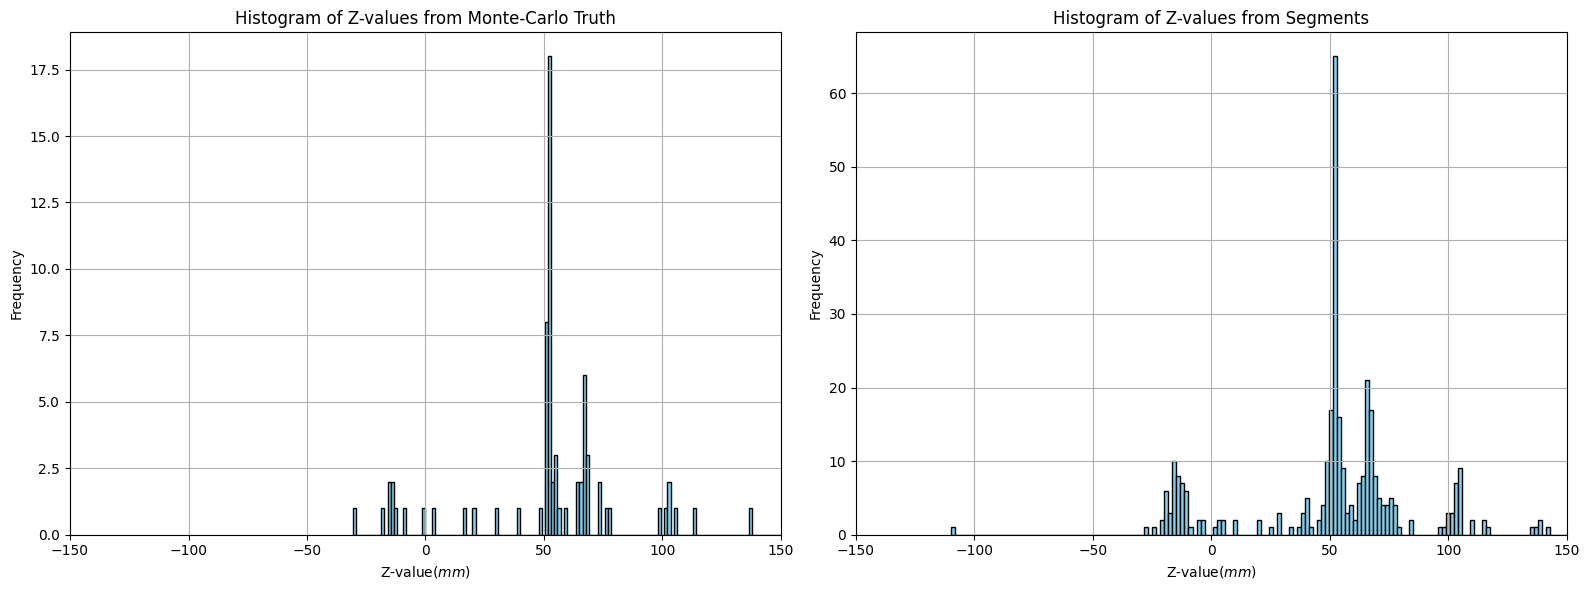 Histogram of Z-values from Monte-Carlo Truth
Frequency
17.5
15.0
12.5
10.0
7.5
5.0
2.5
0.0
−150 −100 −50 0 50 100 150
Z-value(mm)
Histogram of Z-values from Segments
Frequency
60
50
40
30
20
10
0
−150 −100 −50 0 50 100 150
Z-value(mm)